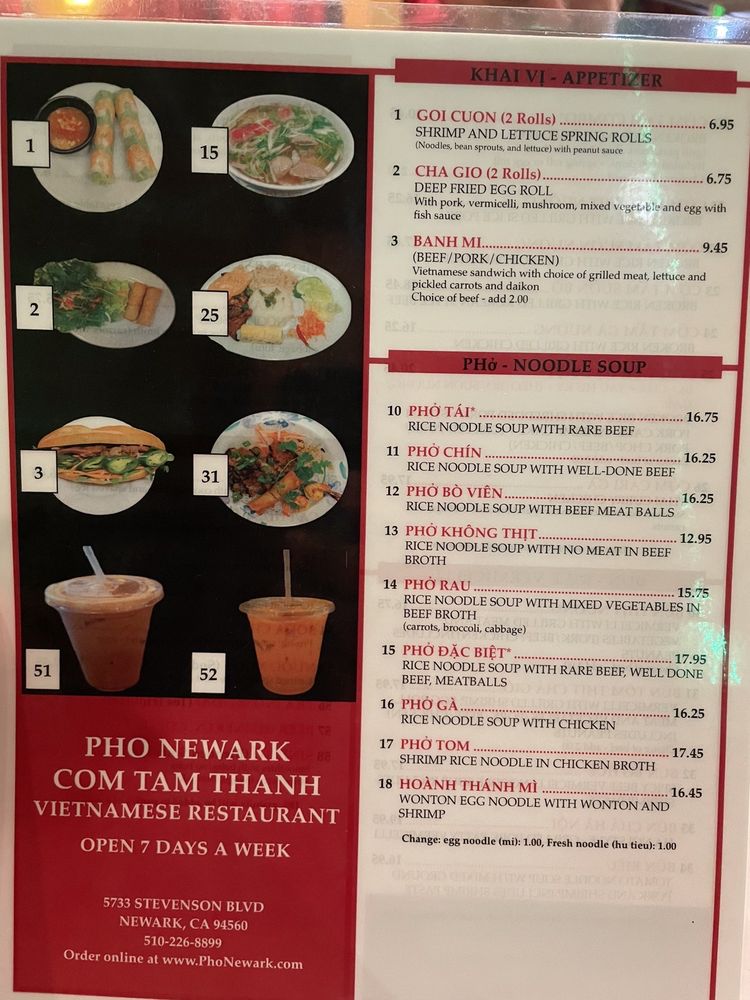 1
15
2
25
3
31
51
52
PHO NEWARK
COM TAM THANH
VIETNAMESE RESTAURANT
OPEN 7 DAYS A WEEK
5733 STEVENSON BLVD
NEWARK, CA 94560
510-226-8899
Order online at www.PhoNewark.com
KHAI VỊ - APPETIZER
1 GOI CUON (2 Rolls) 6.95
SHRIMP AND LETTUCE SPRING ROLLS
(Noodles, bean sprouts, and lettuce) with peanut sauce
2 CHA GIO (2 Rolls) 6.75
DEEP FRIED EGG ROLL
With pork, vermicelli, mushroom, mixed vegetable and egg with
fish sauce
3 BANH MI 9.45
(BEEF/PORK/CHICKEN)
Vietnamese sandwich with choice of grilled meat, lettuce and
pickled carrots and daikon
Choice of beef - add 2.00
PHở - NOODLE SOUP
10 PHỞ TÁI* 16.75
RICE NOODLE SOUP WITH RARE BEEF
11 PHỞ CHÍN 16.25
RICE NOODLE SOUP WITH WELL-DONE BEEF
12 PHỞ BÒ VIÊN 16.25
RICE NOODLE SOUP WITH BEEF MEAT BALLS
13 PHỞ KHÔNG THỊT 12.95
RICE NOODLE SOUP WITH NO MEAT IN BEEF
BROTH
14 PHỞ RAU 15.75
RICE NOODLE SOUP WITH MIXED VEGETABLES IN
BEEF BROTH
(carrots, broccoli, cabbage)
15 PHỞ ĐẶC BIỆT* 17.95
RICE NOODLE SOUP WITH RARE BEEF, WELL DONE
BEEF, MEATBALLS
16 PHỞ GÀ 16.25
RICE NOODLE SOUP WITH CHICKEN
17 PHỞ TOM 17.45
SHRIMP RICE NOODLE IN CHICKEN BROTH
18 HOÀNH THÁNH MÌ 16.45
WONTON EGG NOODLE WITH WONTON AND
SHRIMP
Change: egg noodle (mi): 1.00, Fresh noodle (hu tieu): 1.00